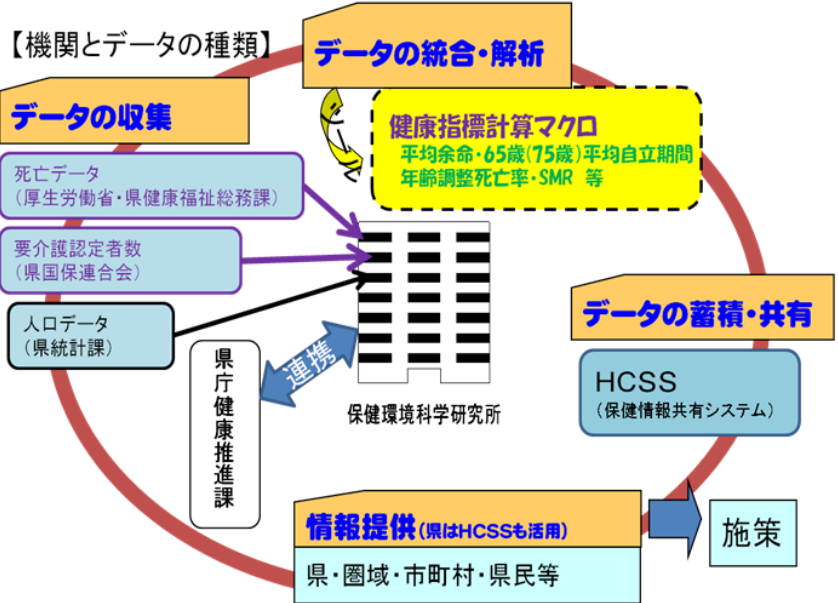 【機関とデータの種類】
データの統合・解析
データの収集
ツール
健康指標計算マクロ
平均余命・65歳(75歳)平均自立期間
年齢調整死亡率・SMR 等
死亡データ
(厚生労働省・県健康福祉総務課)
要介護認定者数
(県国保連合会)
人口データ
(県統計課)
データの蓄積・共有
HCSS
(保健情報共有システム)
連携
県庁健康推進課
保健環境科学研究所
情報提供(県はHCSSも活用)
県・圏域・市町村・県民等
施策